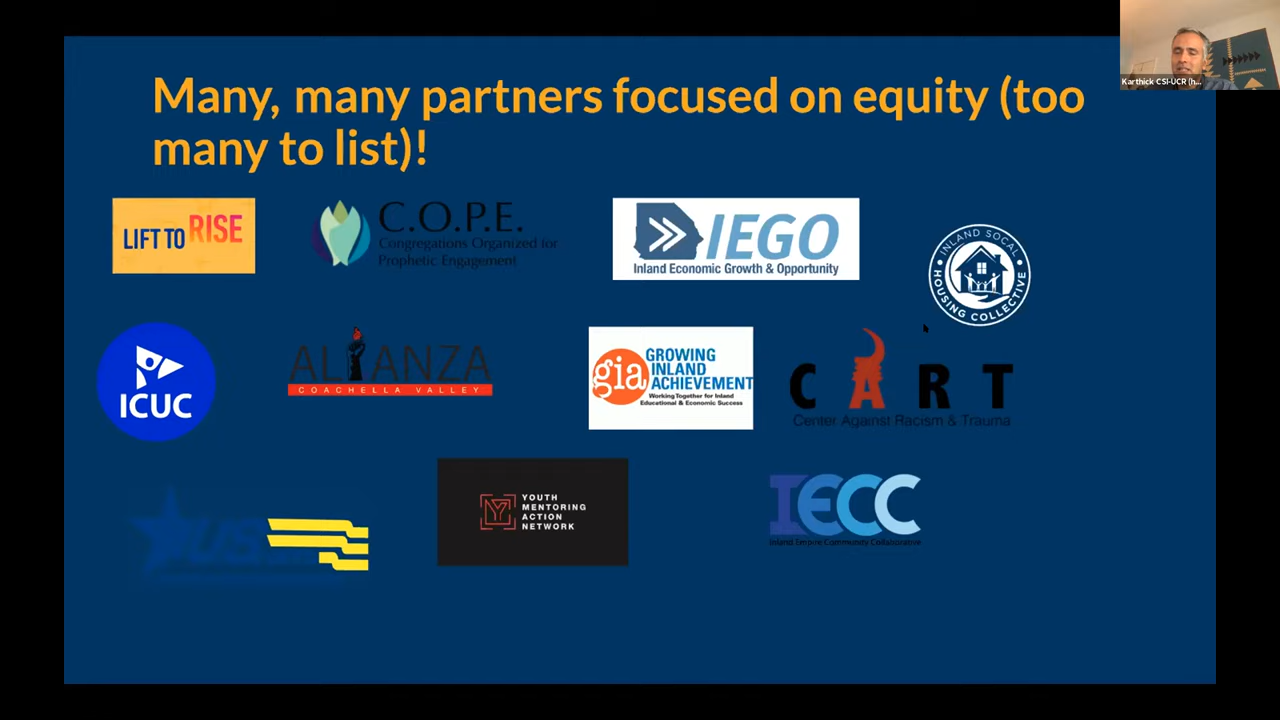 Many, many partners focused on equity (too
many to list)!
Karthick CSI-UCR (h...
LIFT TO RISE
C.O.P.E.
Congregations Organized for
Prophetic Engagement
IEGO
Inland Economic Growth & Opportunity
INLAND SOCAL
HOUSING COLLECTIVE
ICUC
ALIANZA
COACHELLA VALLEY
gia
GROWING
INLAND
ACHIEVEMENT
Working Together for Inland
Educational & Economic Success
CART
Center Against Racism & Trauma
US
YOUTH
MENTORING
ACTION
NETWORK
IECC
Inland Empire Community Collaborative